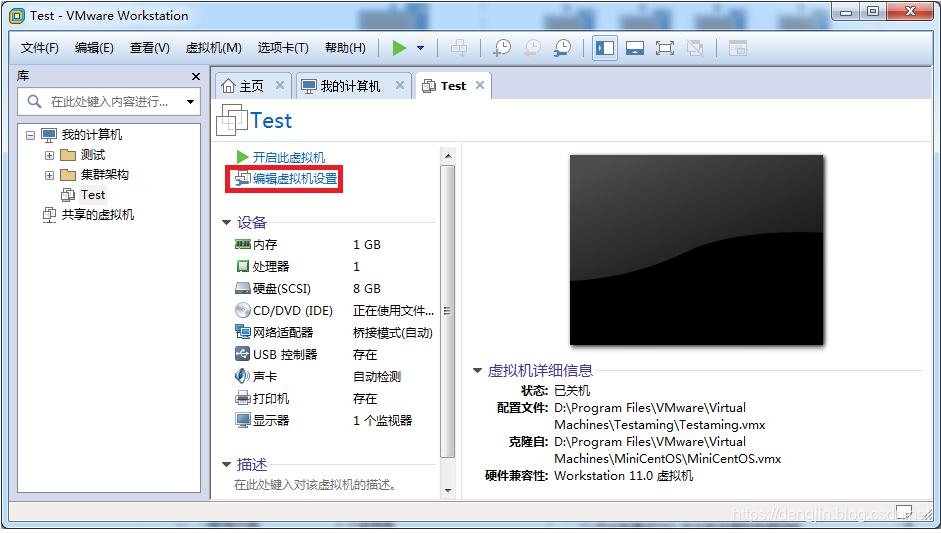 Test - VMware Workstation
文件(F) 编辑(E) 查看(V) 虚拟机(M) 选项卡(T) 帮助(H)
库
在此处键入内容进行...
我的计算机
测试
集群架构
Test
共享的虚拟机
主页 我的计算机 Test
Test
开启此虚拟机
编辑虚拟机设置
设备
内存 1 GB
处理器 1
硬盘(SCSI) 8 GB
CD/DVD (IDE) 正在使用文件...
网络适配器 桥接模式(自动)
USB 控制器 存在
声卡 自动检测
打印机 存在
显示器 1 个监视器
描述
在此处键入对该虚拟机的描述。
虚拟机详细信息
状态: 已关机
配置文件: D:\Program Files\VMware\Virtual
Machines\Testaming\Testaming.vmx
克隆自: D:\Program Files\VMware\Virtual
Machines\MiniCentOS\MiniCentOS.vmx
硬件兼容性: Workstation 11.0 虚拟机
https://dengjin.blog.csdn.net